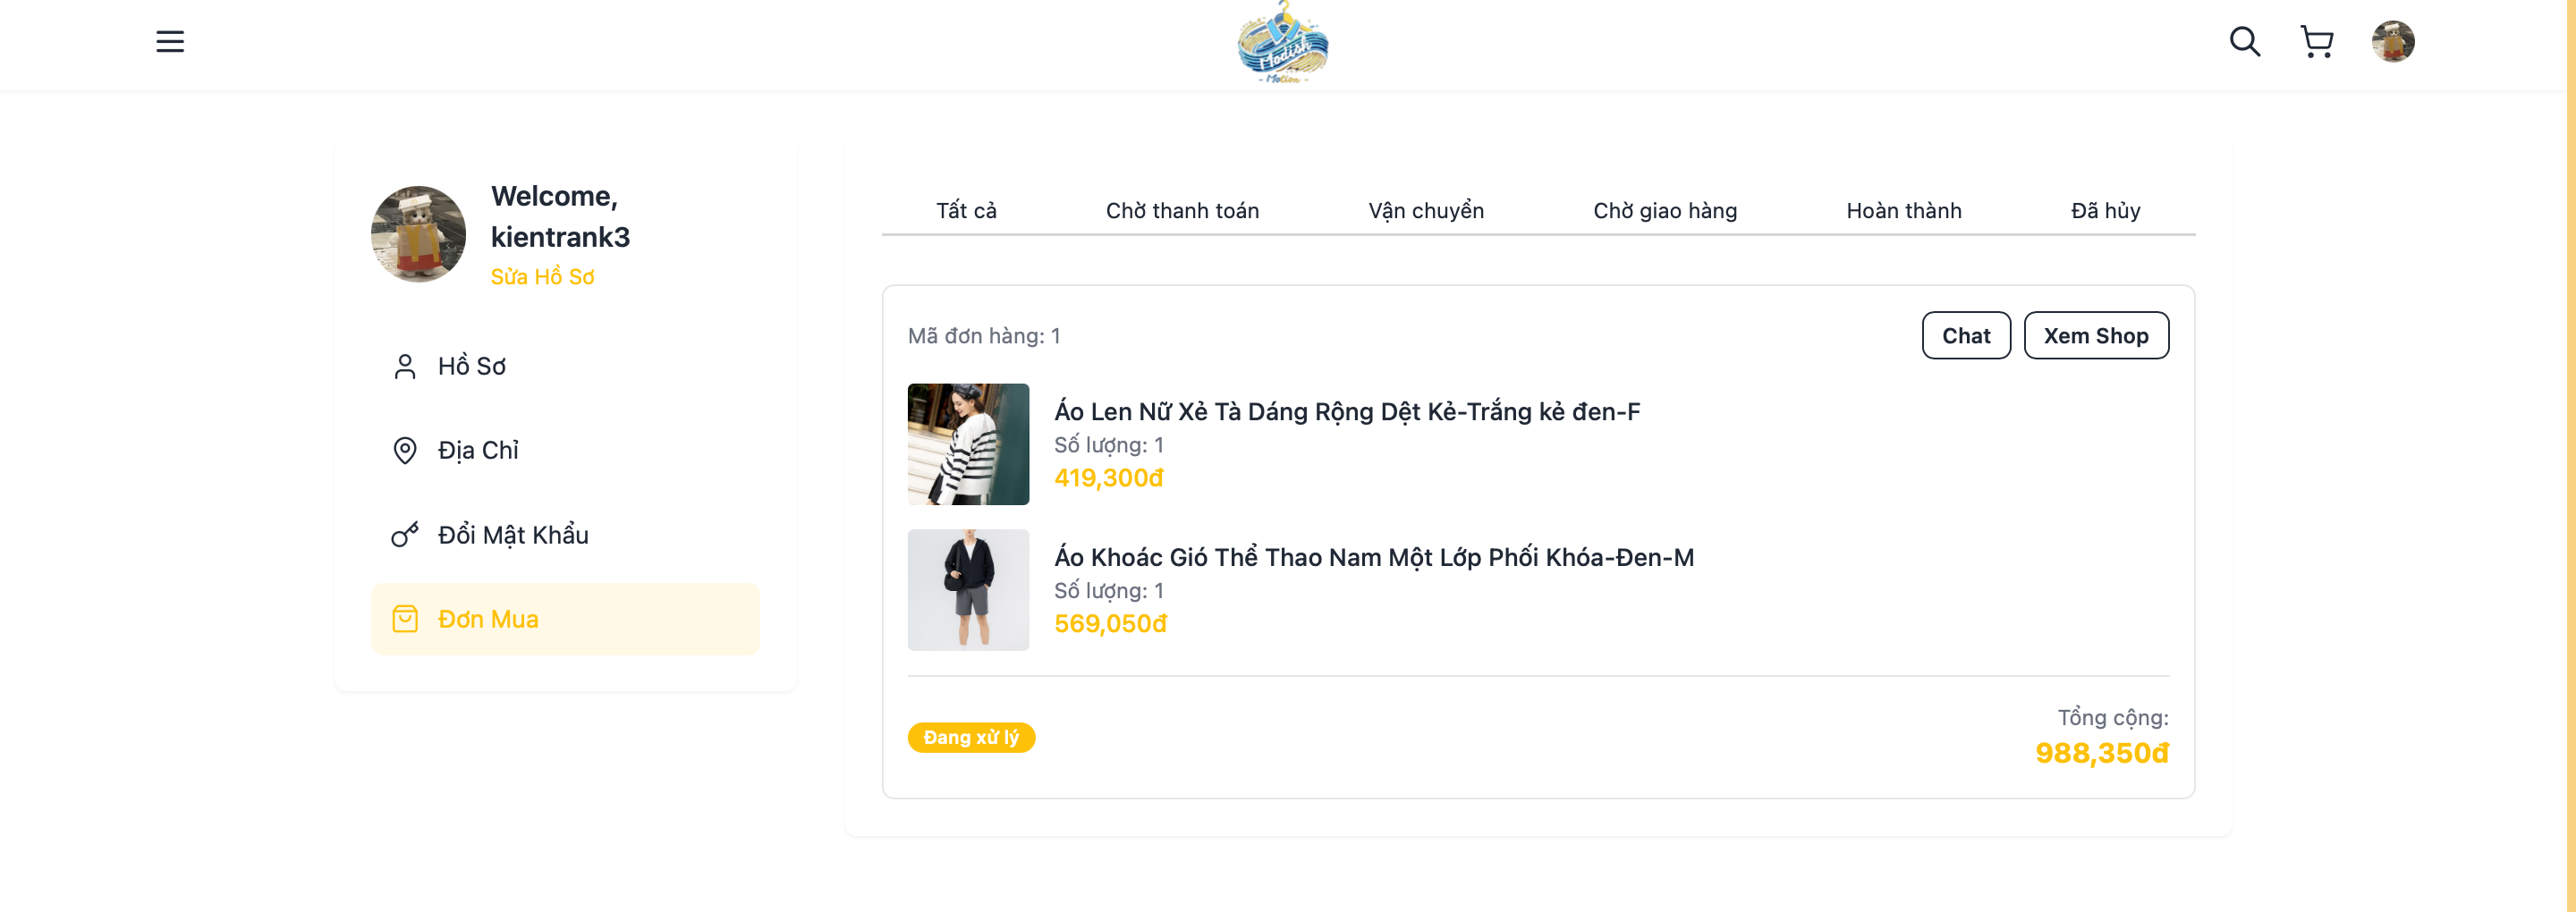 Modish
- Motion -
Welcome,
kientrank3
Sửa Hồ Sơ
Hồ Sơ
Địa Chỉ
Đổi Mật Khẩu
Đơn Mua
Tất cả
Chờ thanh toán
Vận chuyển
Chờ giao hàng
Hoàn thành
Đã hủy
Mã đơn hàng: 1
Chat
Xem Shop
Áo Len Nữ Xẻ Tà Dáng Rộng Dệt Kẻ-Trắng kẻ đen-F
Số lượng: 1
419,300đ
Áo Khoác Gió Thể Thao Nam Một Lớp Phối Khóa-Đen-M
Số lượng: 1
569,050đ
Đang xử lý
Tổng cộng:
988,350đ